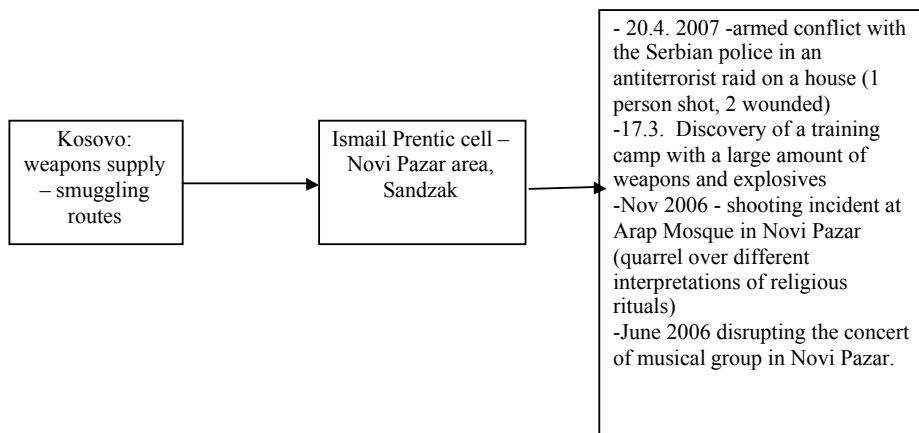 Kosovo:
weapons supply
– smuggling
routes
Ismail Prentic cell –
Novi Pazar area,
Sandzak
- 20.4. 2007 -armed conflict with
the Serbian police in an
antiterrorist raid on a house (1
person shot, 2 wounded)
-17.3.  Discovery of a training
camp with a large amount of
weapons and explosives
-Nov 2006 - shooting incident at
Arap Mosque in Novi Pazar
(quarrel over different
interpretations of religious
rituals)
-June 2006 disrupting the concert
of musical group in Novi Pazar.